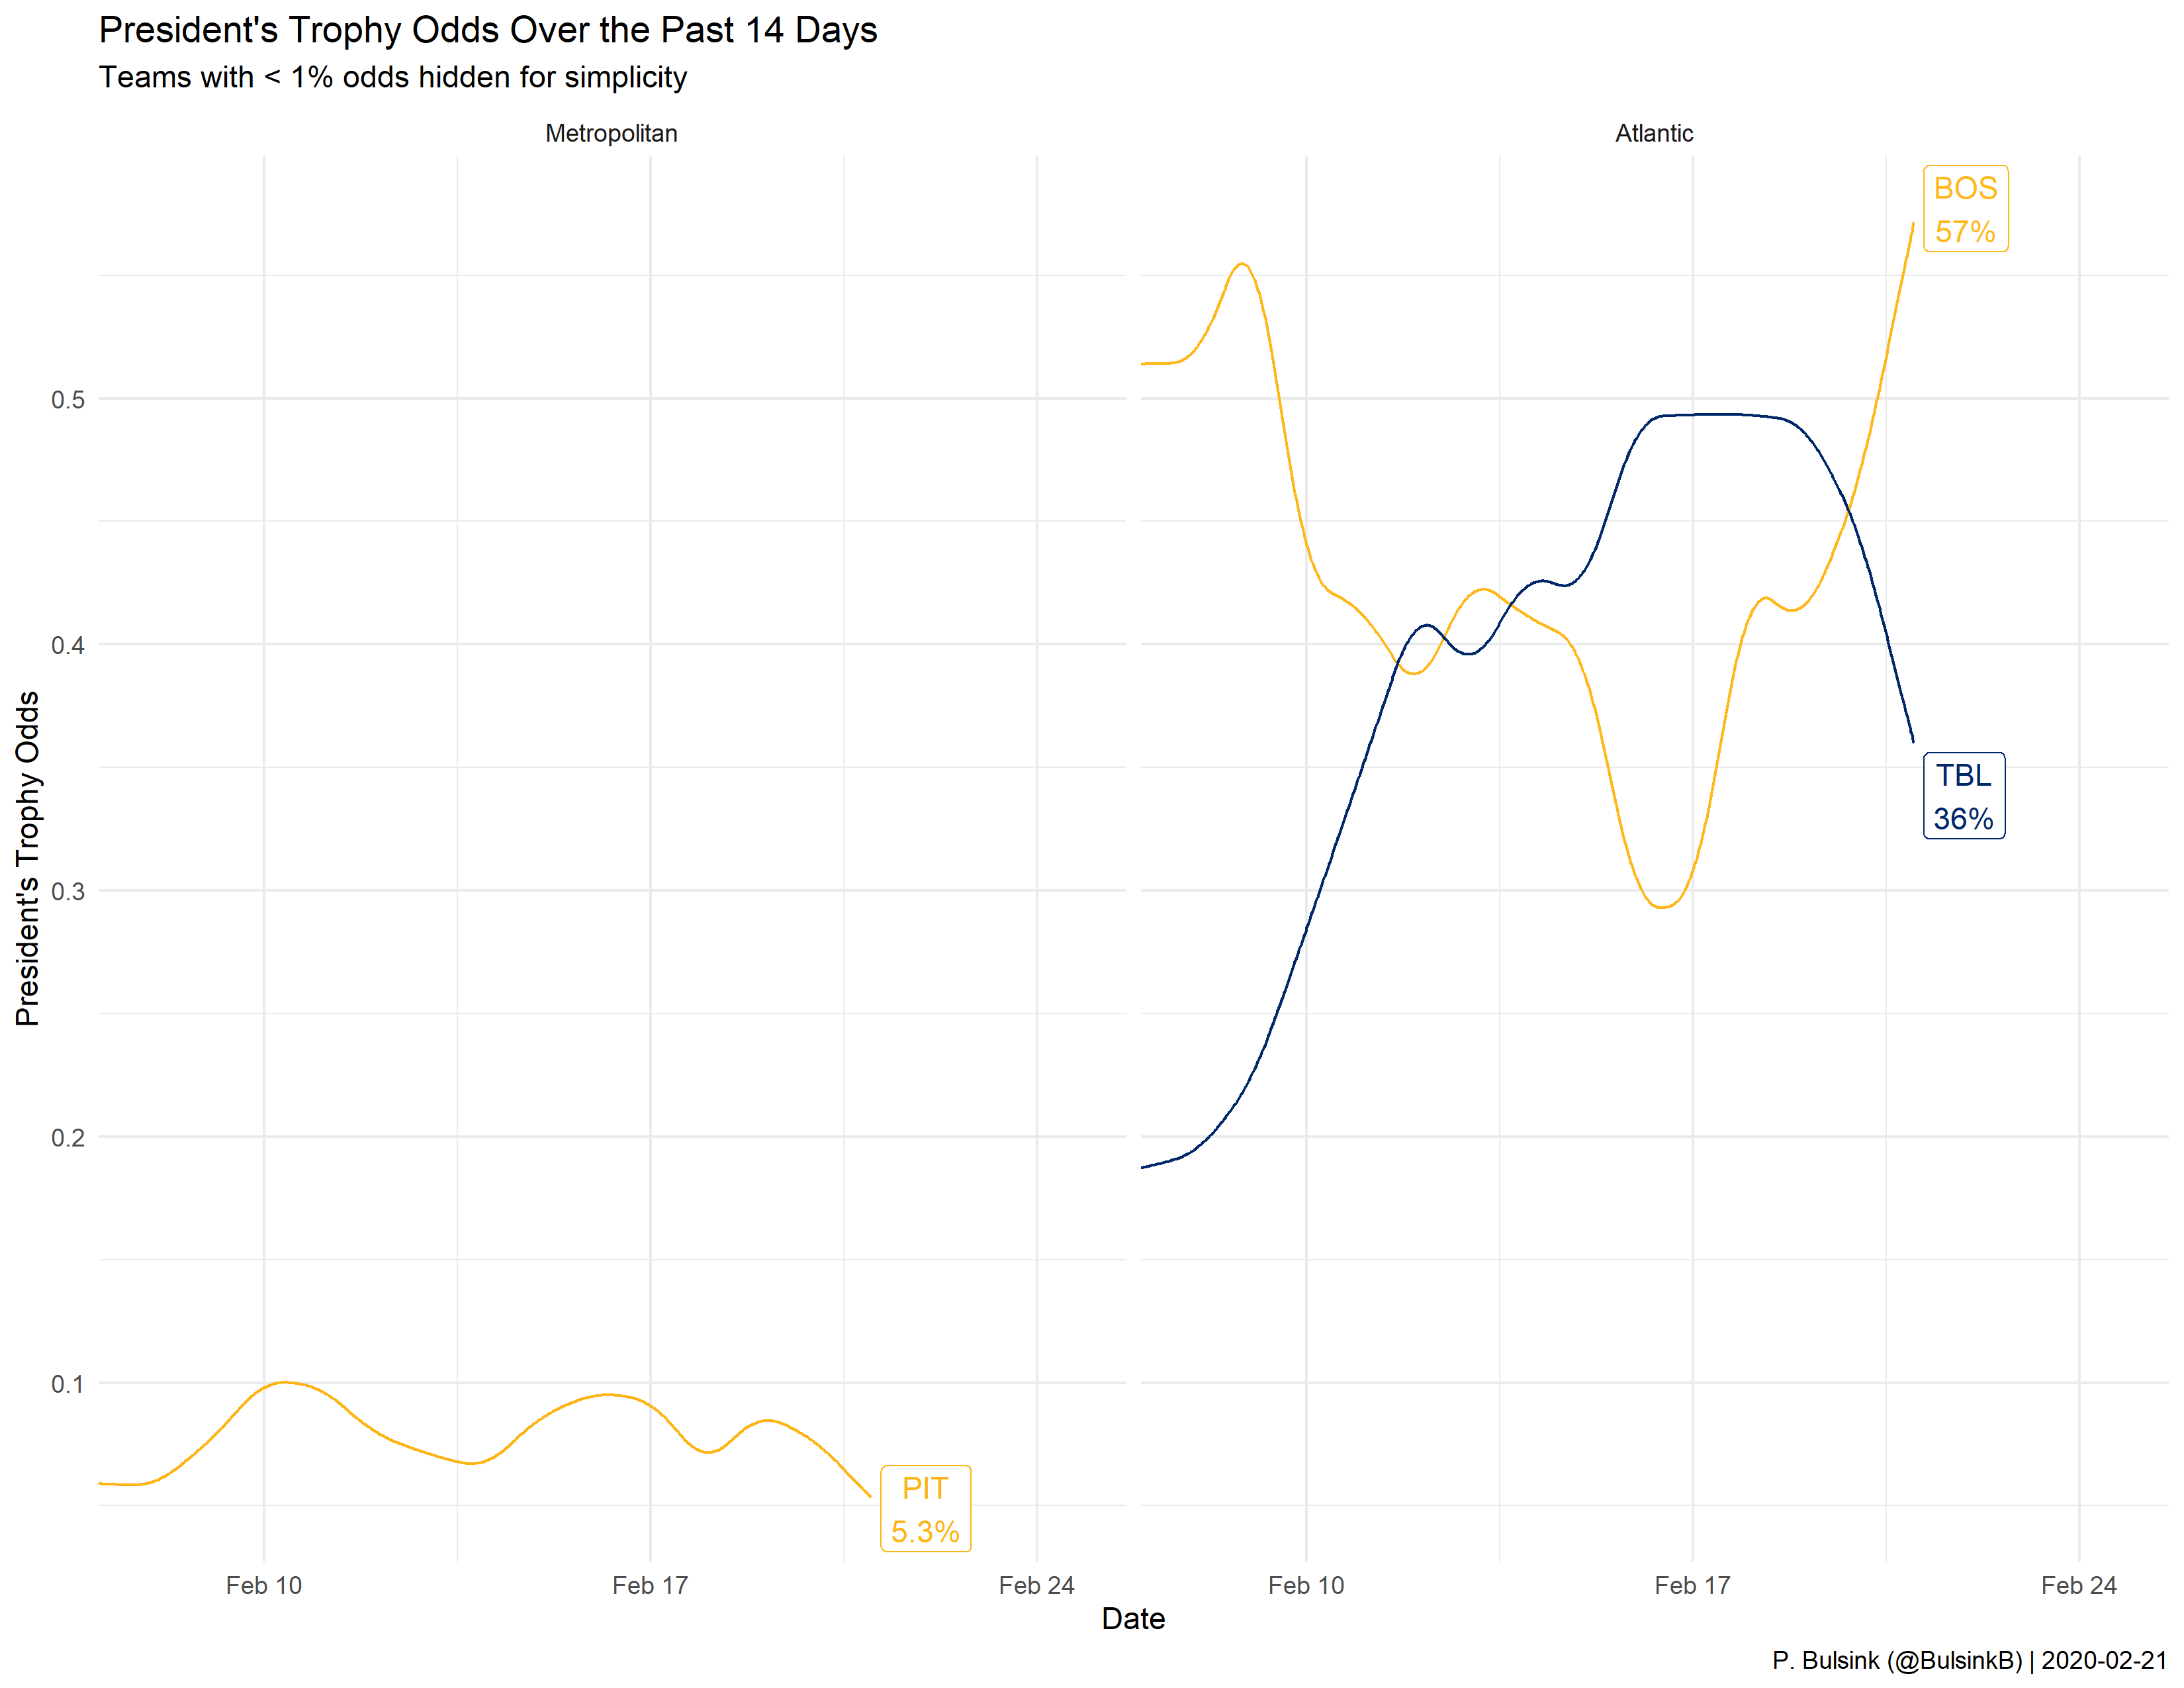 President's Trophy Odds Over the Past 14 Days
Teams with < 1% odds hidden for simplicity
Metropolitan
Atlantic
President's Trophy Odds
0.5
0.4
0.3
0.2
0.1
PIT
5.3%
BOS
57%
TBL
36%
Feb 10
Feb 17
Feb 24
Feb 10
Feb 17
Feb 24
Date
P. Bulsink (@BulsinkB) | 2020-02-21